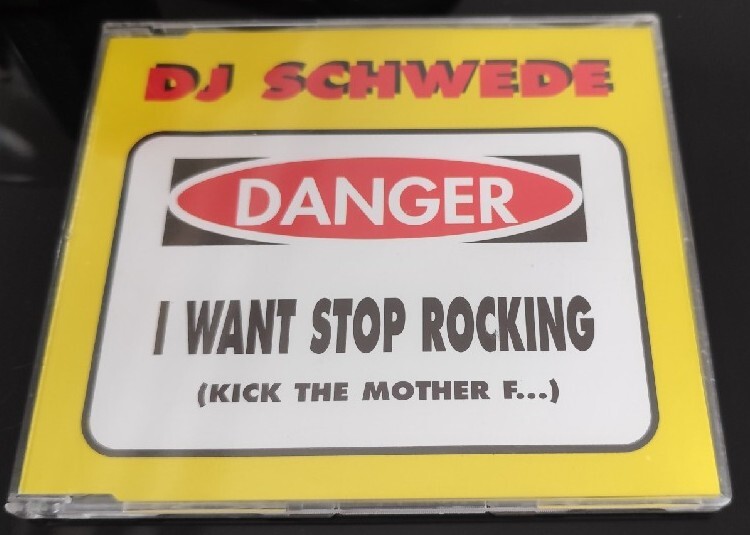 DJ SCHWEDE
DANGER
I WANT STOP ROCKING
(KICK THE MOTHER F...)